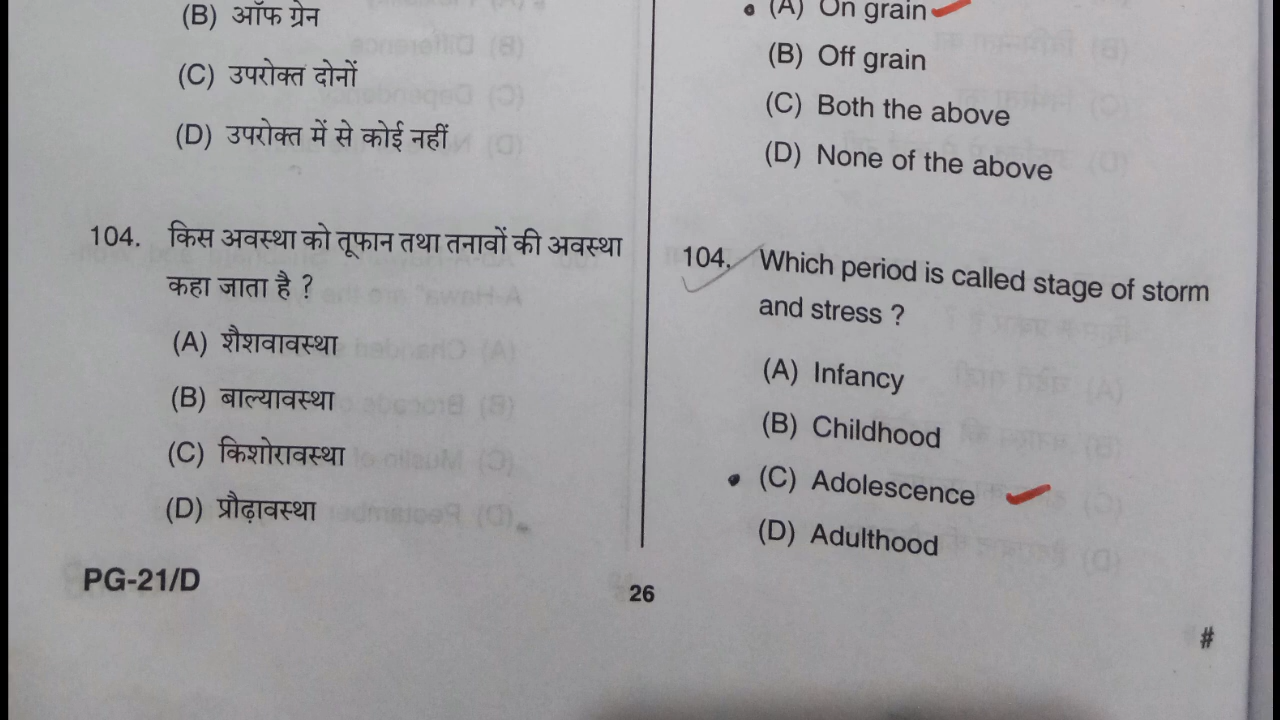 (B) ऑफ ग्रेन
(C) उपरोक्त दोनों
(D) उपरोक्त में से कोई नहीं
104. किस अवस्था को तूफान तथा तनावों की अवस्था
कहा जाता है ?
(A) शैशवावस्था
(B) बाल्यावस्था
(C) किशोरावस्था
(D) प्रौढ़ावस्था
PG-21/D
(A) On grain
(B) Off grain
(C) Both the above
(D) None of the above
104. Which period is called stage of storm
and stress ?
(A) Infancy
(B) Childhood
(C) Adolescence
(D) Adulthood
26
#